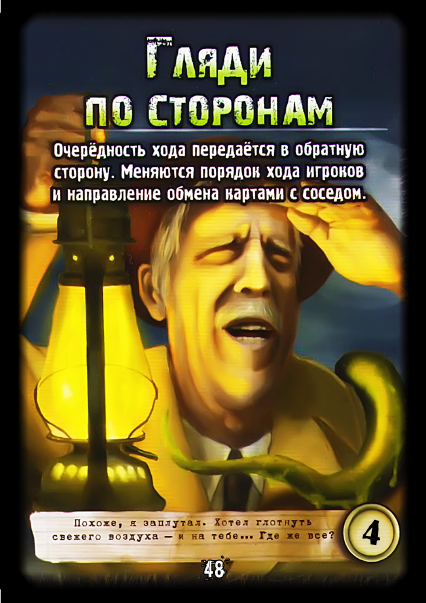 Гляди
по сторонам
Очерёдность хода передаётся в обратную
сторону. Меняются порядок хода игроков
и направление обмена картами с соседом.
Похоже, я заплутал. Хотел глотнуть
свежего воздуха — и на тебе... Где же все?
4
48